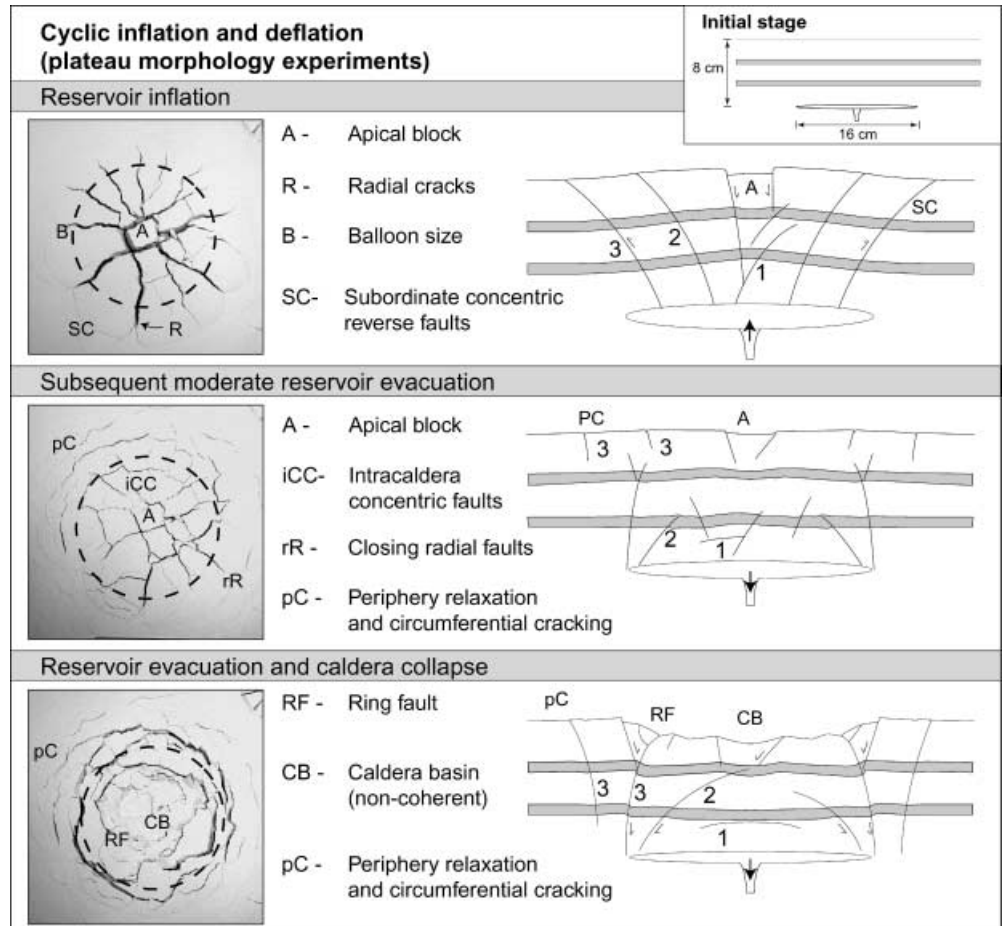 Cyclic inflation and deflation
(plateau morphology experiments)
Initial stage
8 cm
16 cm
Reservoir inflation
B
A
SC
R
A - Apical block
R - Radial cracks
B - Balloon size
SC- Subordinate concentric
reverse faults
A
SC
3
2
1
Subsequent moderate reservoir evacuation
pC
iCC
A
rR
A - Apical block
iCC- Intracaldera
concentric faults
rR - Closing radial faults
pC - Periphery relaxation
and circumferential cracking
PC
A
3
3
2
1
Reservoir evacuation and caldera collapse
pC
CB
RF
RF - Ring fault
CB - Caldera basin
(non-coherent)
pC - Periphery relaxation
and circumferential cracking
pC
RF
CB
3
3
2
1